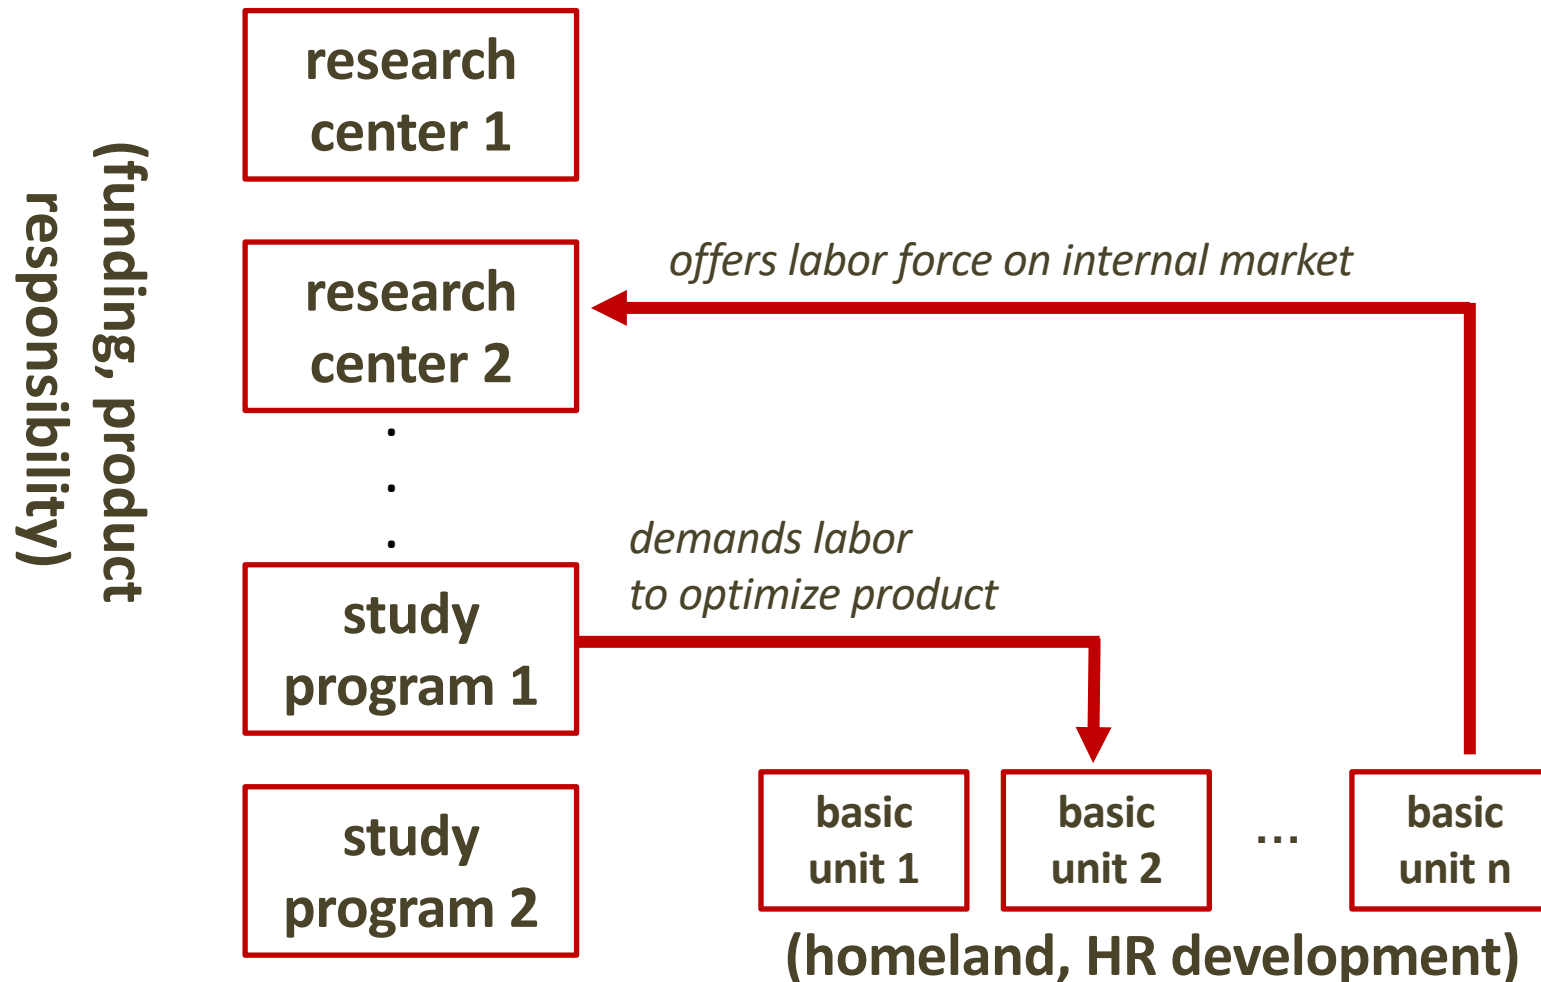 (funding, product
responsibility)
research
center 1
research
center 2
offers labor force on internal market
.
.
.
demands labor
to optimize product
study
program 1
study
program 2
basic
unit 1
basic
unit 2
...
basic
unit n
(homeland, HR development)